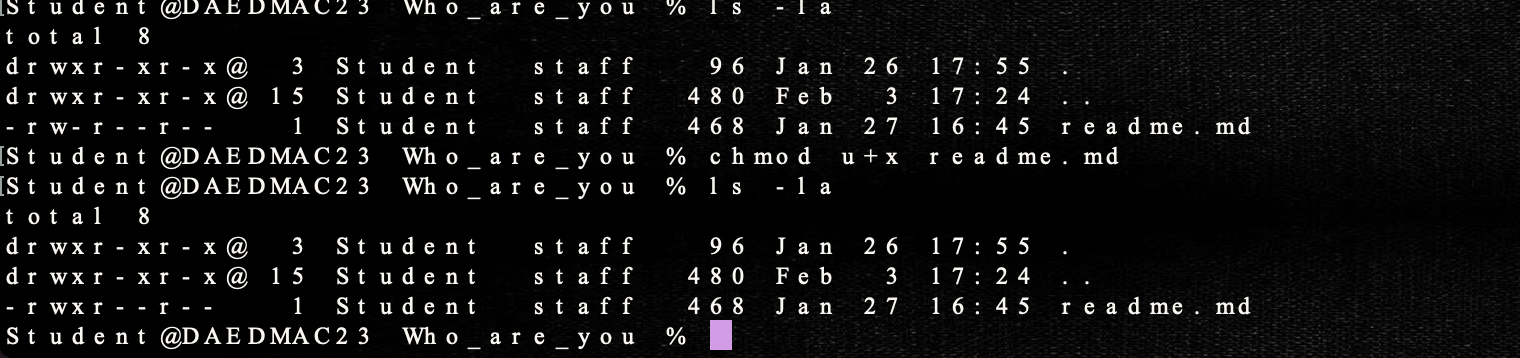 Student@DAEDMAC23 Who_are_you % ls -la
total 8
drwxr-xr-x@  3 Student  staff   96 Jan 26 17:55 .
drwxr-xr-x@ 15 Student  staff  480 Feb  3 17:24 ..
-rw-r--r--   1 Student  staff  468 Jan 27 16:45 readme.md
Student@DAEDMAC23 Who_are_you % chmod u+x readme.md
Student@DAEDMAC23 Who_are_you % ls -la
total 8
drwxr-xr-x@  3 Student  staff   96 Jan 26 17:55 .
drwxr-xr-x@ 15 Student  staff  480 Feb  3 17:24 ..
-rwxr--r--   1 Student  staff  468 Jan 27 16:45 readme.md
Student@DAEDMAC23 Who_are_you %